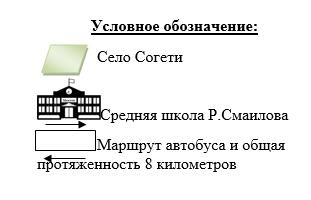 Условное обозначение:
Село Согети
Средняя школа Р.Смаилова
Маршрут автобуса и общая
протяженность 8 километров